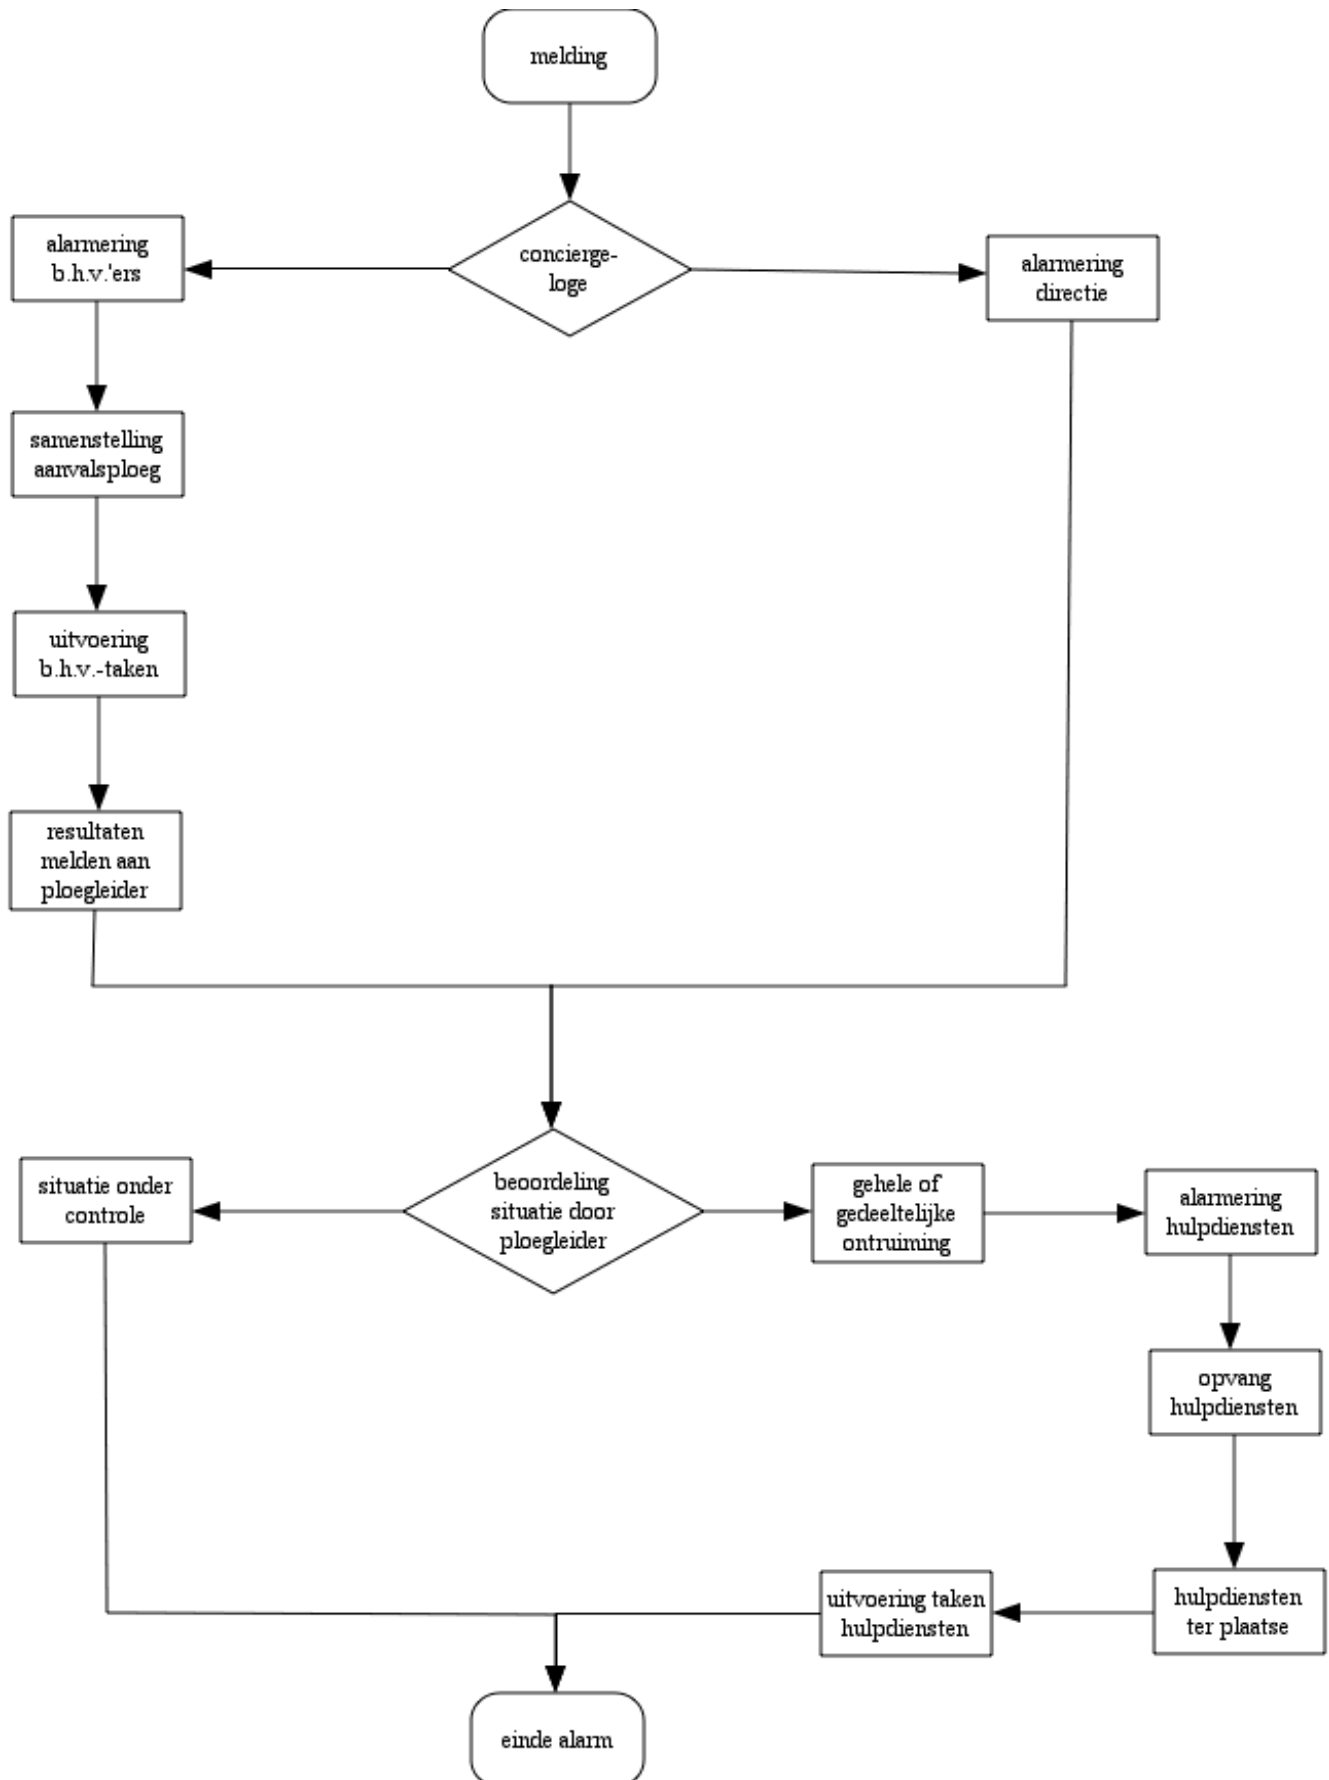 melding
concierge-
loge
alarmering
b.h.v.'ers
alarmering
directie
samenstelling
aanvalsploeg
uitvoering
b.h.v.-taken
resultaten
melden aan
ploegleider
beoordeling
situatie door
ploegleider
situatie onder
controle
gehele of
gedeeltelijke
ontruiming
alarmering
hulpdiensten
opvang
hulpdiensten
hulpdiensten
ter plaatse
uitvoering taken
hulpdiensten
einde alarm